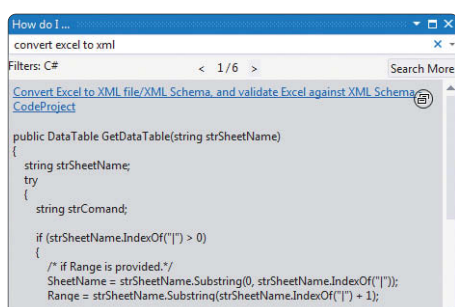 How do I ...
convert excel to xml
Filters: C#
< 1/6 >
Search More
Convert Excel to XML file/XML Schema, and validate Excel against XML Schema
CodeProject
public DataTable GetDataTable(string strSheetName)
{
string strSheetName;
try
{
string strComand;
if (strSheetName.IndexOf("|") > 0)
{
/* if Range is provided.*/
SheetName = strSheetName.Substring(0, strSheetName.IndexOf("|"));
Range = strSheetName.Substring(strSheetName.IndexOf("|") + 1);